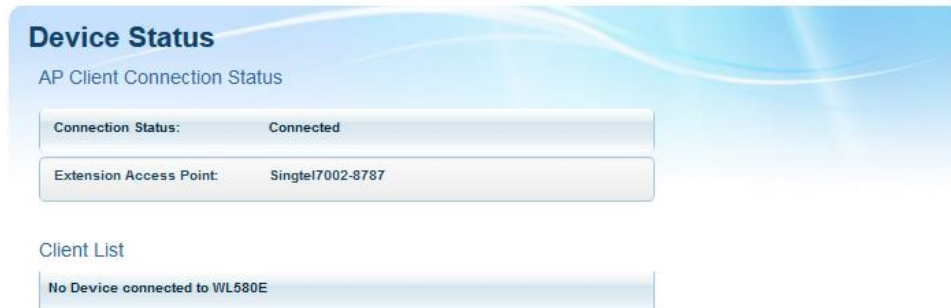 Device Status
AP Client Connection Status
Connection Status: Connected
Extension Access Point: Singtel7002-8787
Client List
No Device connected to WL580E